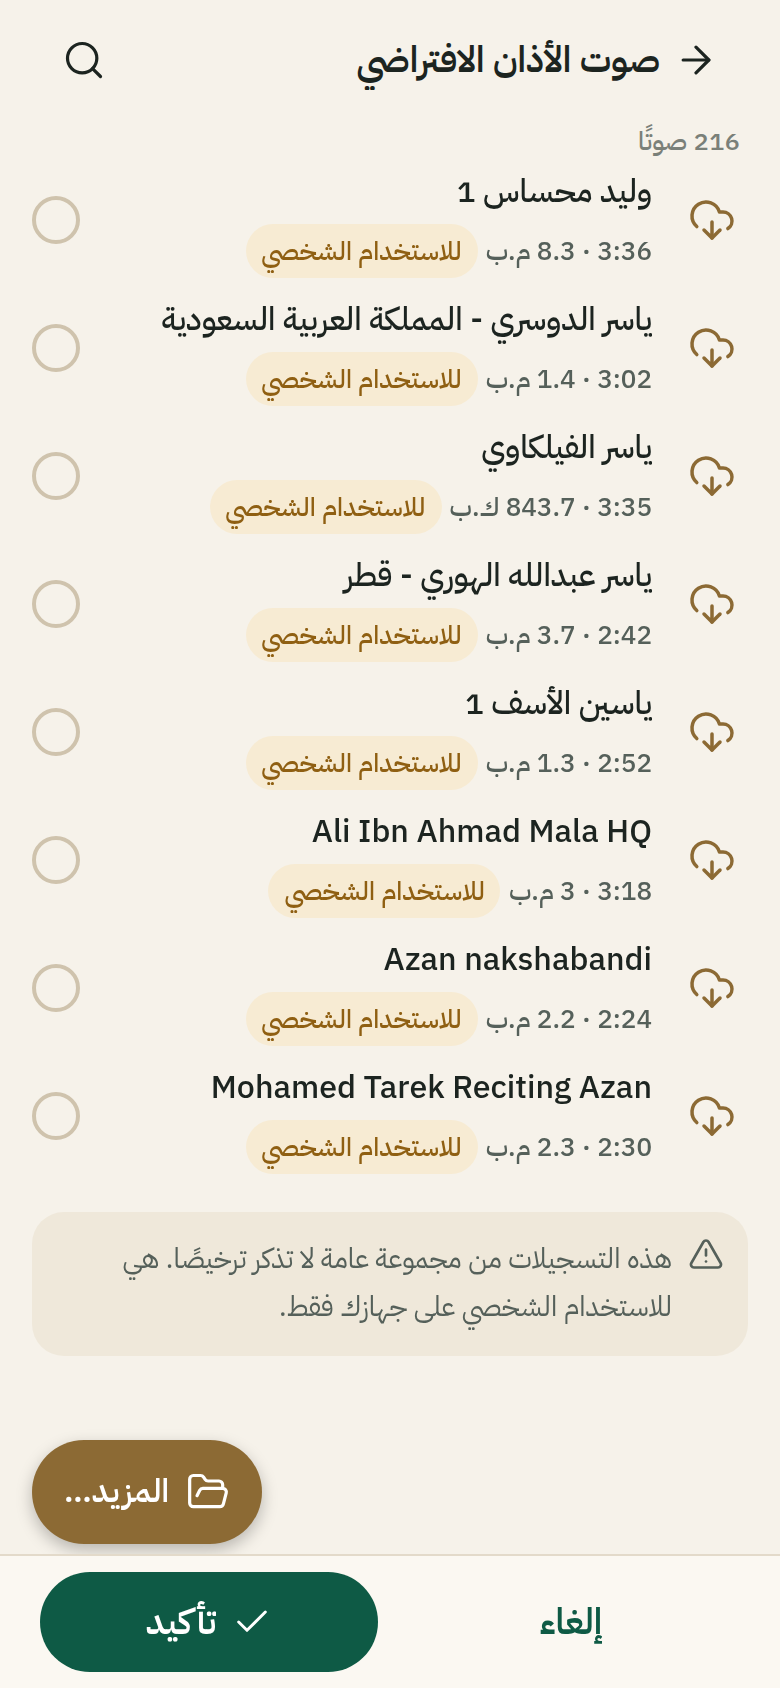 صوت الأذان الافتراضي
216 صوتًا
وليد محساس 1
3:36 · 8.3 م.ب للاستخدام الشخصي
ياسر الدوسري - المملكة العربية السعودية
3:02 · 1.4 م.ب للاستخدام الشخصي
ياسر الفيلكاوي
3:35 · 843.7 ك.ب للاستخدام الشخصي
ياسر عبدالله الهوري - قطر
2:42 · 3.7 م.ب للاستخدام الشخصي
ياسين الأسف 1
2:52 · 1.3 م.ب للاستخدام الشخصي
Ali Ibn Ahmad Mala HQ
3:18 · 3 م.ب للاستخدام الشخصي
Azan nakshabandi
2:24 · 2.2 م.ب للاستخدام الشخصي
Mohamed Tarek Reciting Azan
2:30 · 2.3 م.ب للاستخدام الشخصي
هذه التسجيلات من مجموعة عامة لا تذكر ترخيصًا. هي
للاستخدام الشخصي على جهازك فقط.
المزيد...
إلغاء
تأكيد